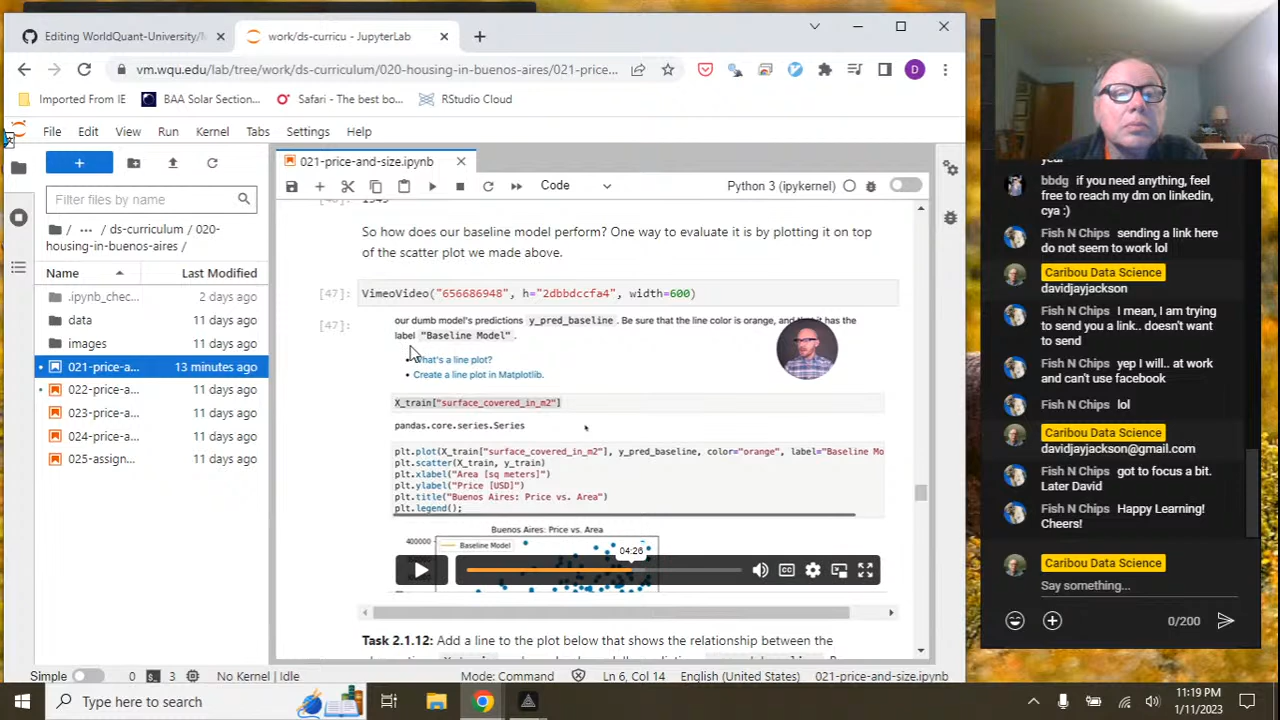 Editing WorldQuant-University/
work/ds-curricu - JupyterLab
vm.wqu.edu/lab/tree/work/ds-curriculum/020-housing-in-buenos-aires/021-price...
D
Imported From IE
BAA Solar Section...
Safari - The best bo...
RStudio Cloud
File Edit View Run Kernel Tabs Settings Help
021-price-and-size.ipynb
Code
Python 3 (ipykernel)
Filter files by name
/ ··· / ds-curriculum / 020-
housing-in-buenos-aires /
Name Last Modified
.ipynb_chec... 2 days ago
data 11 days ago
images 11 days ago
021-price-a... 13 minutes ago
022-price-a... 11 days ago
023-price-a... 11 days ago
024-price-a... 11 days ago
025-assign... 11 days ago
So how does our baseline model perform? One way to evaluate it is by plotting it on top
of the scatter plot we made above.
[47]: VimeoVideo("656686948", h="2dbbdccfa4", width=600)
[47]:
our dumb model's predictions y_pred_baseline. Be sure that the line color is orange, and that it has the
label "Baseline Model".
• What's a line plot?
• Create a line plot in Matplotlib.
X_train["surface_covered_in_m2"]
pandas.core.series.Series
plt.plot(X_train["surface_covered_in_m2"], y_pred_baseline, color="orange", label="Baseline Mo
plt.scatter(X_train, y_train)
plt.xlabel("Area [sq meters]")
plt.ylabel("Price [USD]")
plt.title("Buenos Aires: Price vs. Area")
plt.legend();
Buenos Aires: Price vs. Area
400000
Baseline Model
04:26
CC
Task 2.1.12: Add a line to the plot below that shows the relationship between the
Simple 0 3 No Kernel | Idle Mode: Command Ln 6, Col 14 English (United States) 021-price-and-size.ipynb
bbdg if you need anything, feel
free to reach my dm on linkedin,
cya :)
Fish N Chips sending a link here
do not seem to work lol
Caribou Data Science
davidjayjackson
Fish N Chips I mean, I am trying
to send you a link.. doesn't want
to send
Fish N Chips yep I will.. at work
and can't use facebook
Fish N Chips lol
Caribou Data Science
davidjayjackson@gmail.com
Fish N Chips got to focus a bit.
Later David
Fish N Chips Happy Learning!
Cheers!
Caribou Data Science
Say something...
0/200
Type here to search
11:19 PM
1/11/2023